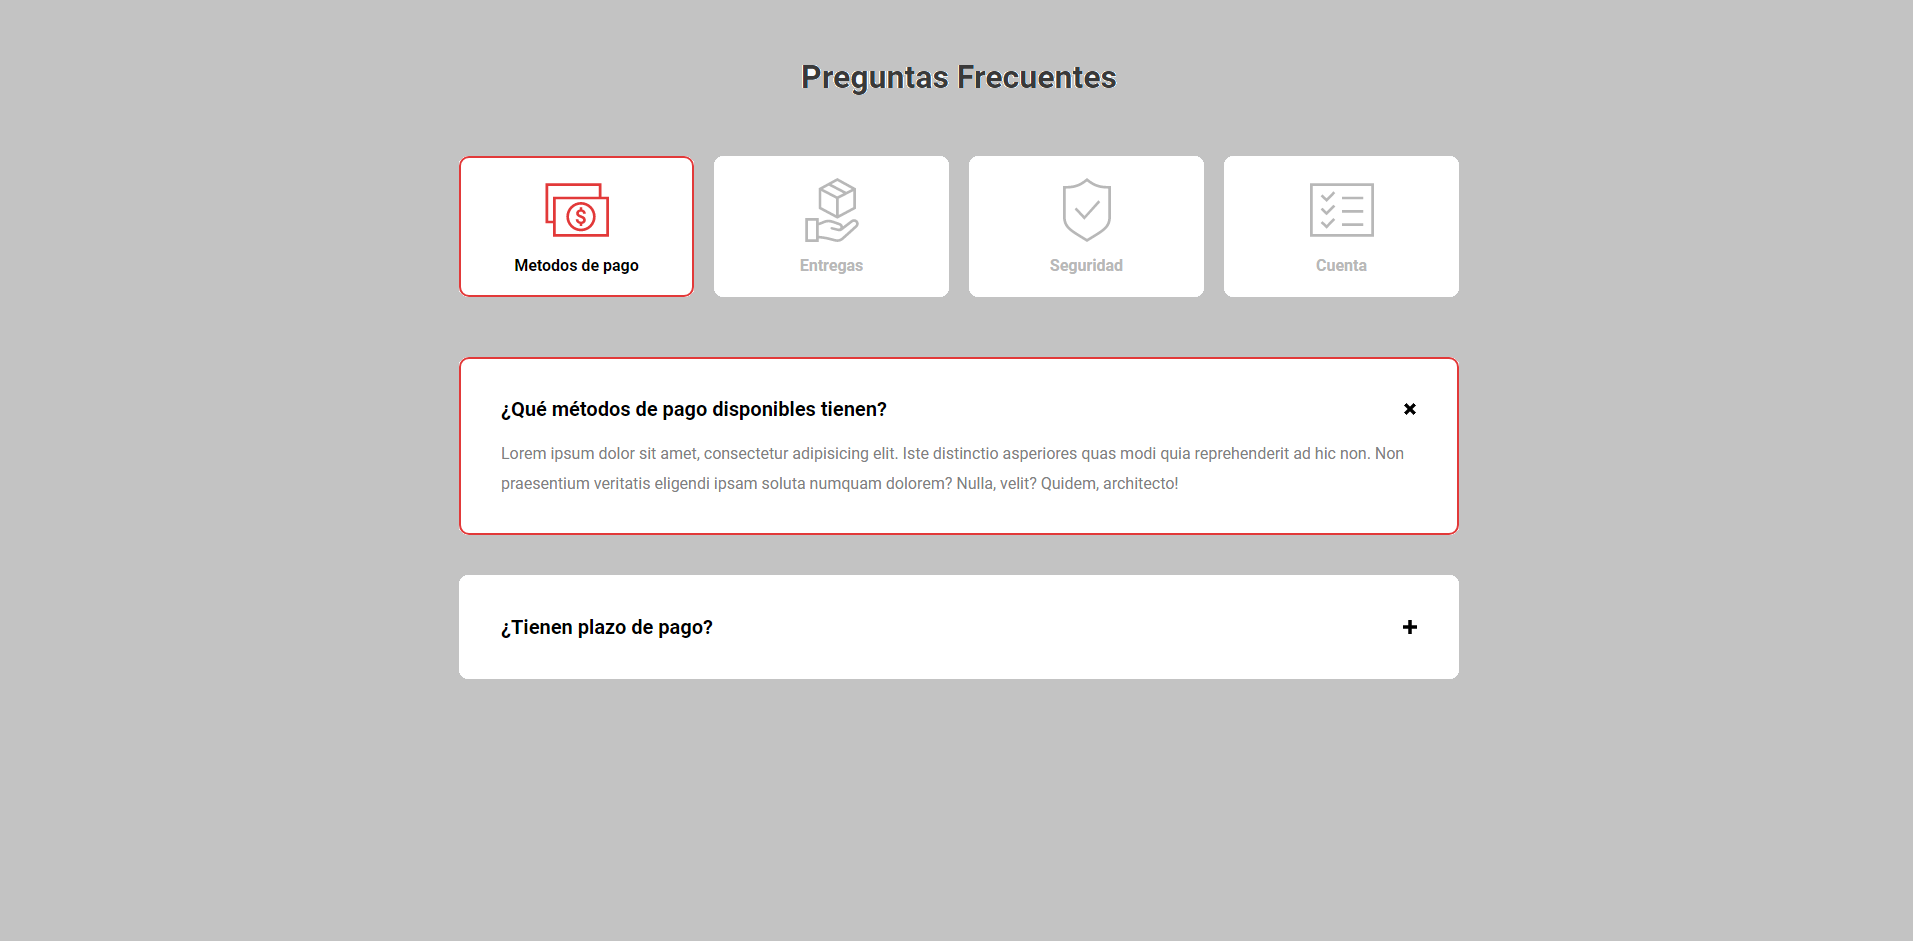 Preguntas Frecuentes
Metodos de pago
Entregas
Seguridad
Cuenta
¿Qué métodos de pago disponibles tienen?
Lorem ipsum dolor sit amet, consectetur adipisicing elit. Iste distinctio asperiores quas modi quia reprehenderit ad hic non. Non
praesentium veritatis eligendi ipsam soluta numquam dolorem? Nulla, velit? Quidem, architecto!
¿Tienen plazo de pago?